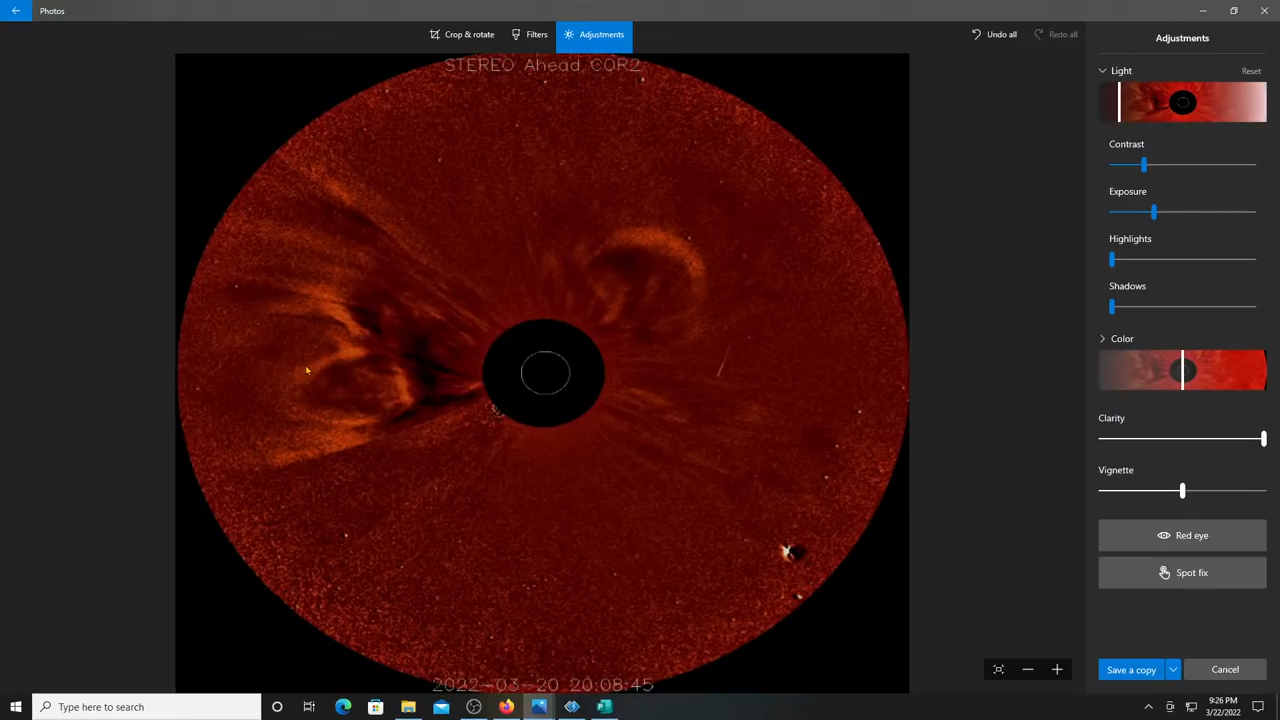 Photos
Crop & rotate
Filters
Adjustments
Undo all
Redo all
STEREO Ahead COR2
2022-03-20 20:08:45
Adjustments
Light
Reset
Contrast
Exposure
Highlights
Shadows
Color
Clarity
Vignette
Red eye
Spot fix
Save a copy
Cancel
Type here to search
9:26 PM
3/22/2022